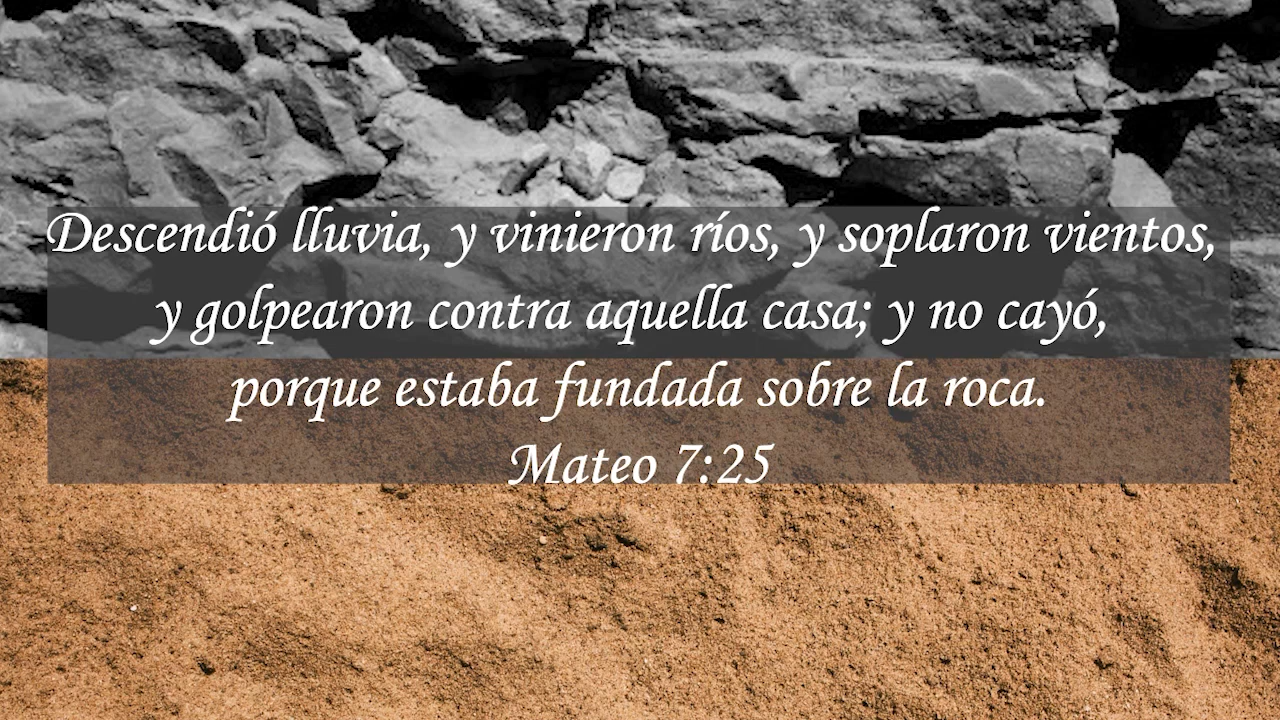 Descendió lluvia, y vinieron ríos, y soplaron vientos,
y golpearon contra aquella casa; y no cayó,
porque estaba fundada sobre la roca.
Mateo 7:25